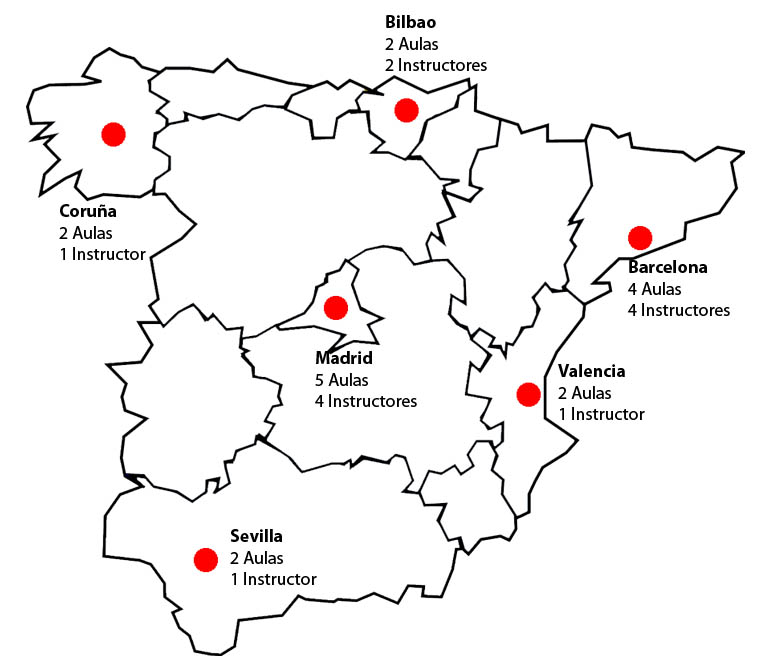 Bilbao
2 Aulas
2 Instructores
Coruña
2 Aulas
1 Instructor
Barcelona
4 Aulas
4 Instructores
Madrid
5 Aulas
4 Instructores
Valencia
2 Aulas
1 Instructor
Sevilla
2 Aulas
1 Instructor